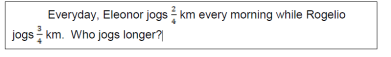 Everyday, Eleonor jogs 2/4 km every morning while Rogelio
jogs 3/4 km. Who jogs longer?